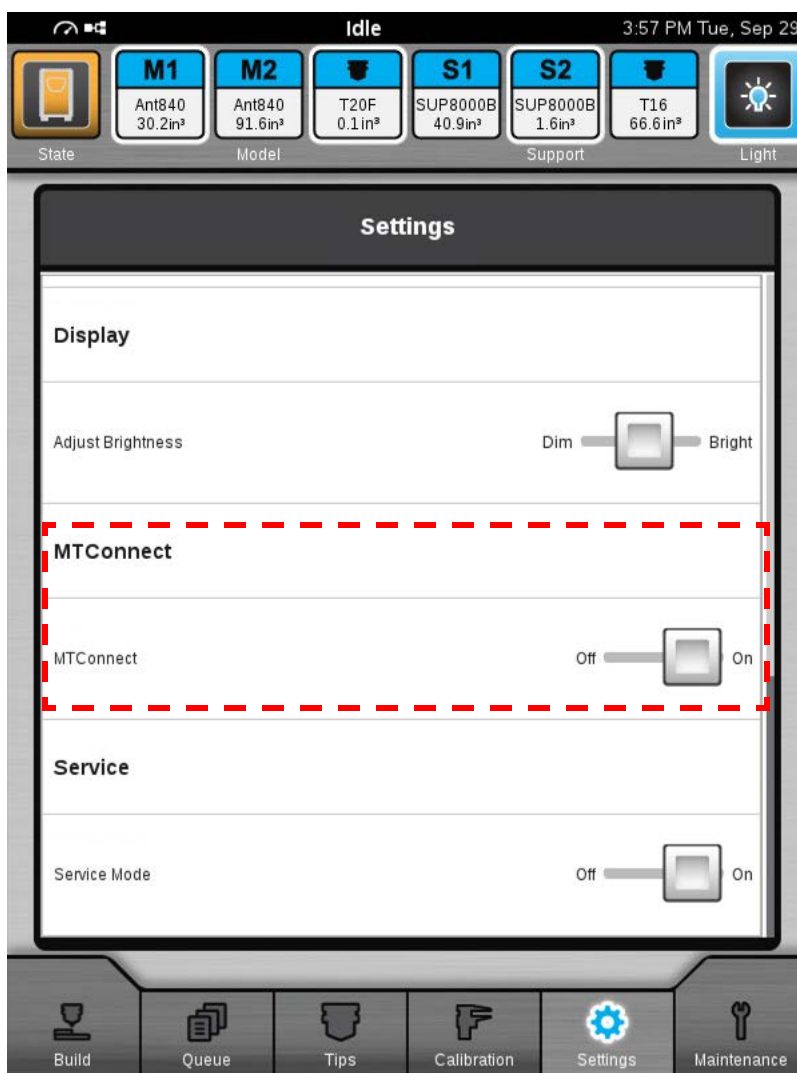 Idle
3:57 PM Tue, Sep 29
M1 M2 S1 S2
Ant840 Ant840 T20F SUP8000B SUP8000B T16
30.2in³ 91.6in³ 0.1in³ 40.9in³ 1.6in³ 66.6in³
State Model Support Light
Settings
Display
Adjust Brightness Dim Bright
MTConnect
MTConnect Off On
Service
Service Mode Off On
Build Queue Tips Calibration Settings Maintenance